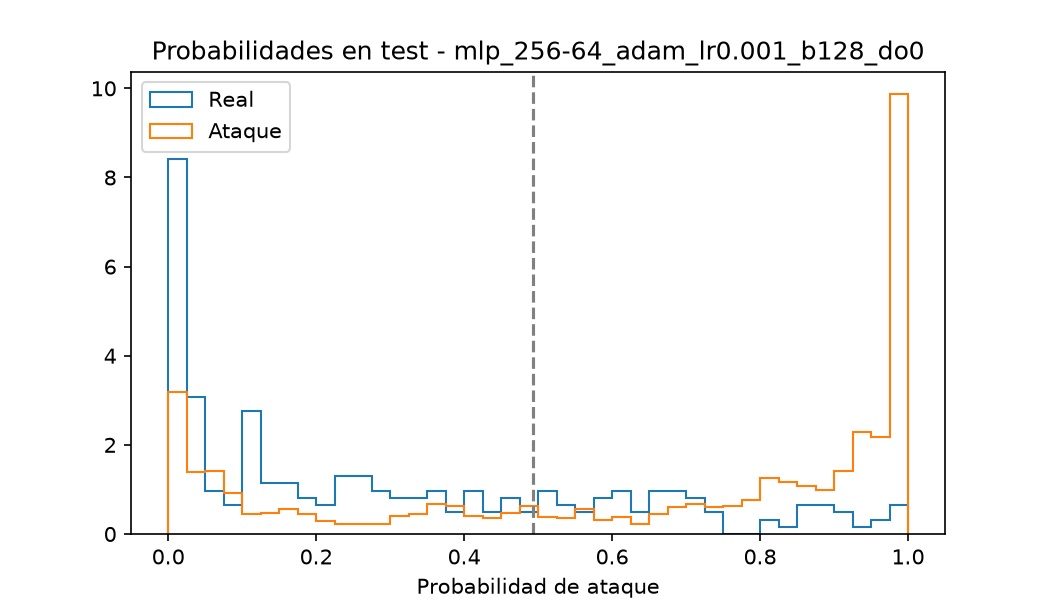 Probabilidades en test - mlp_256-64_adam_lr0.001_b128_do0
Real
Ataque
10
8
6
4
2
0
0.0 0.2 0.4 0.6 0.8 1.0
Probabilidad de ataque